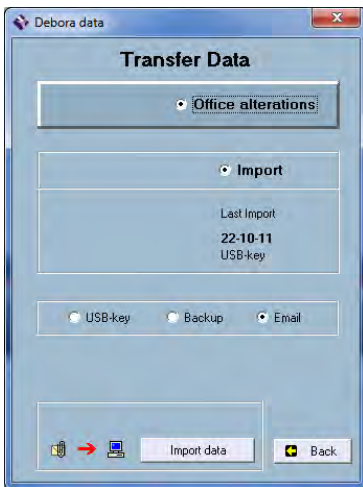 Debora data
Transfer Data
Office alterations
Import
Last Import
22-10-11
USB-key
USB-key Backup Email
Import data Back